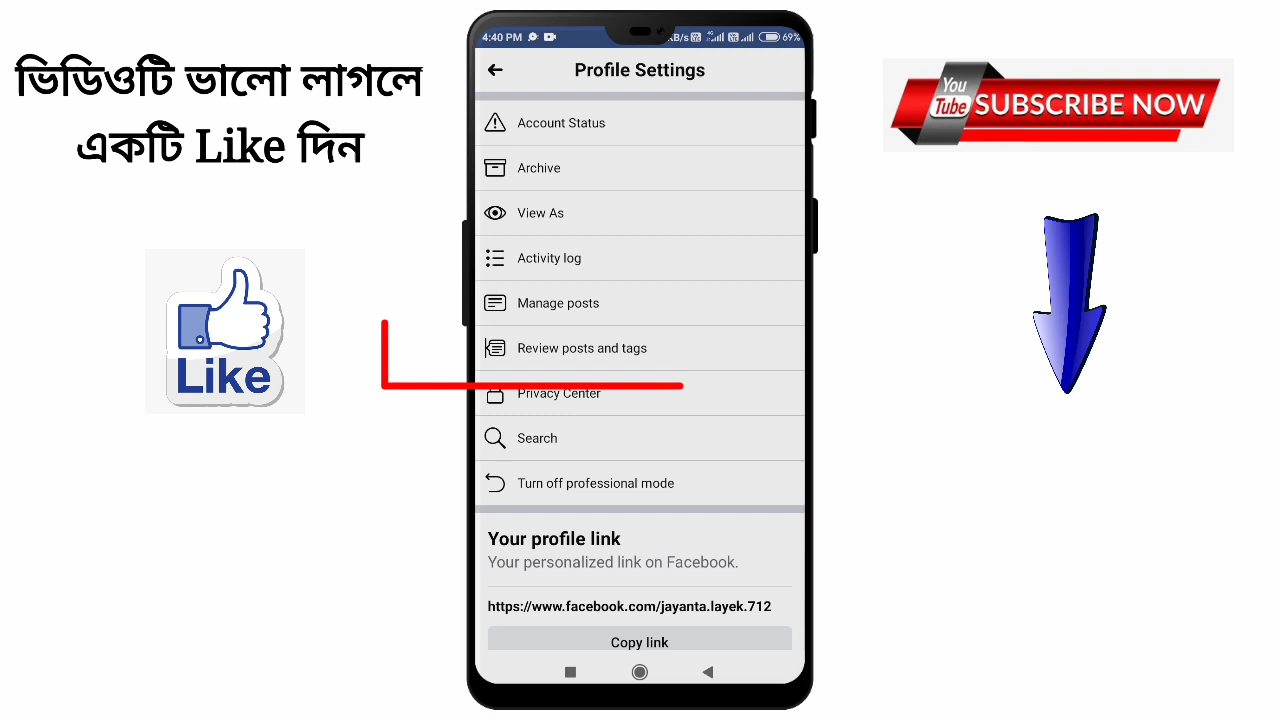 ভিডিওটি ভালো লাগলে
একটি Like দিন
Like
4:40 PM
KB/s
4G
69%
Profile Settings
Account Status
Archive
View As
Activity log
Manage posts
Review posts and tags
Privacy Center
Search
Turn off professional mode
Your profile link
Your personalized link on Facebook.
https://www.facebook.com/jayanta.layek.712
Copy link
You
Tube SUBSCRIBE NOW